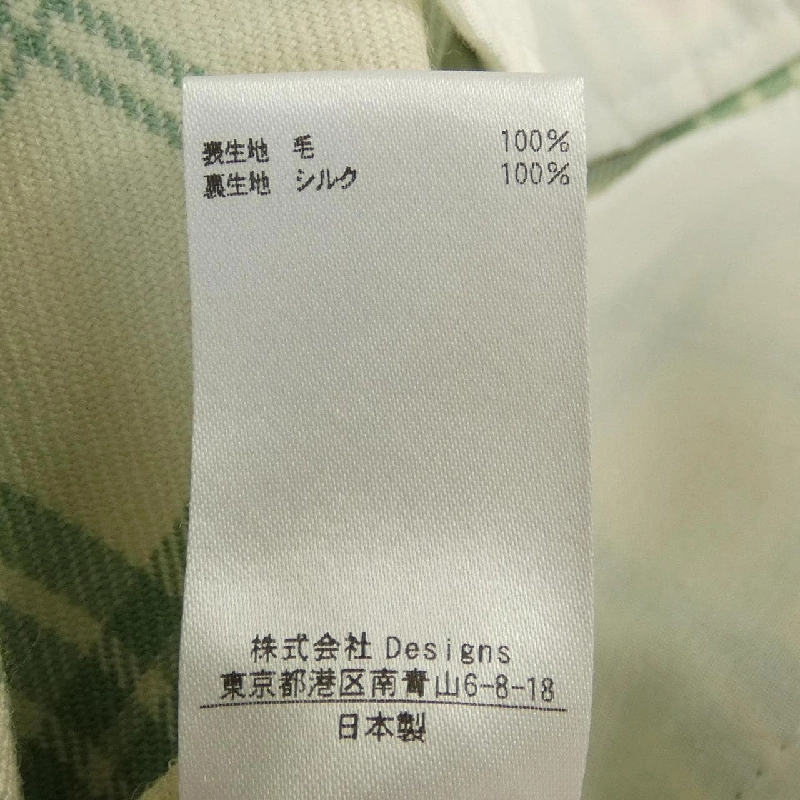 表生地 毛 100%
裏生地 シルク 100%
株式会社 Designs
東京都港区南青山6-8-18
日本製